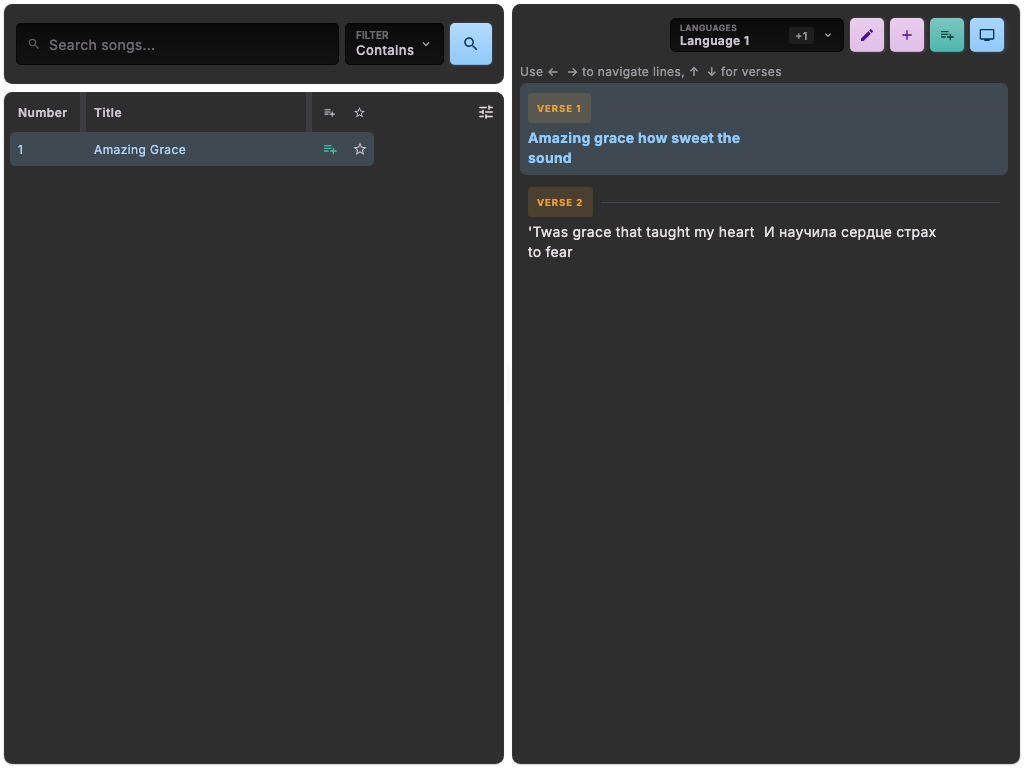 Search songs...
FILTER
Contains
Number Title
1 Amazing Grace
LANGUAGES
Language 1 +1
Use ← → to navigate lines, ↑ ↓ for verses
VERSE 1
Amazing grace how sweet the
sound
VERSE 2
'Twas grace that taught my heart И научила сердце страх
to fear